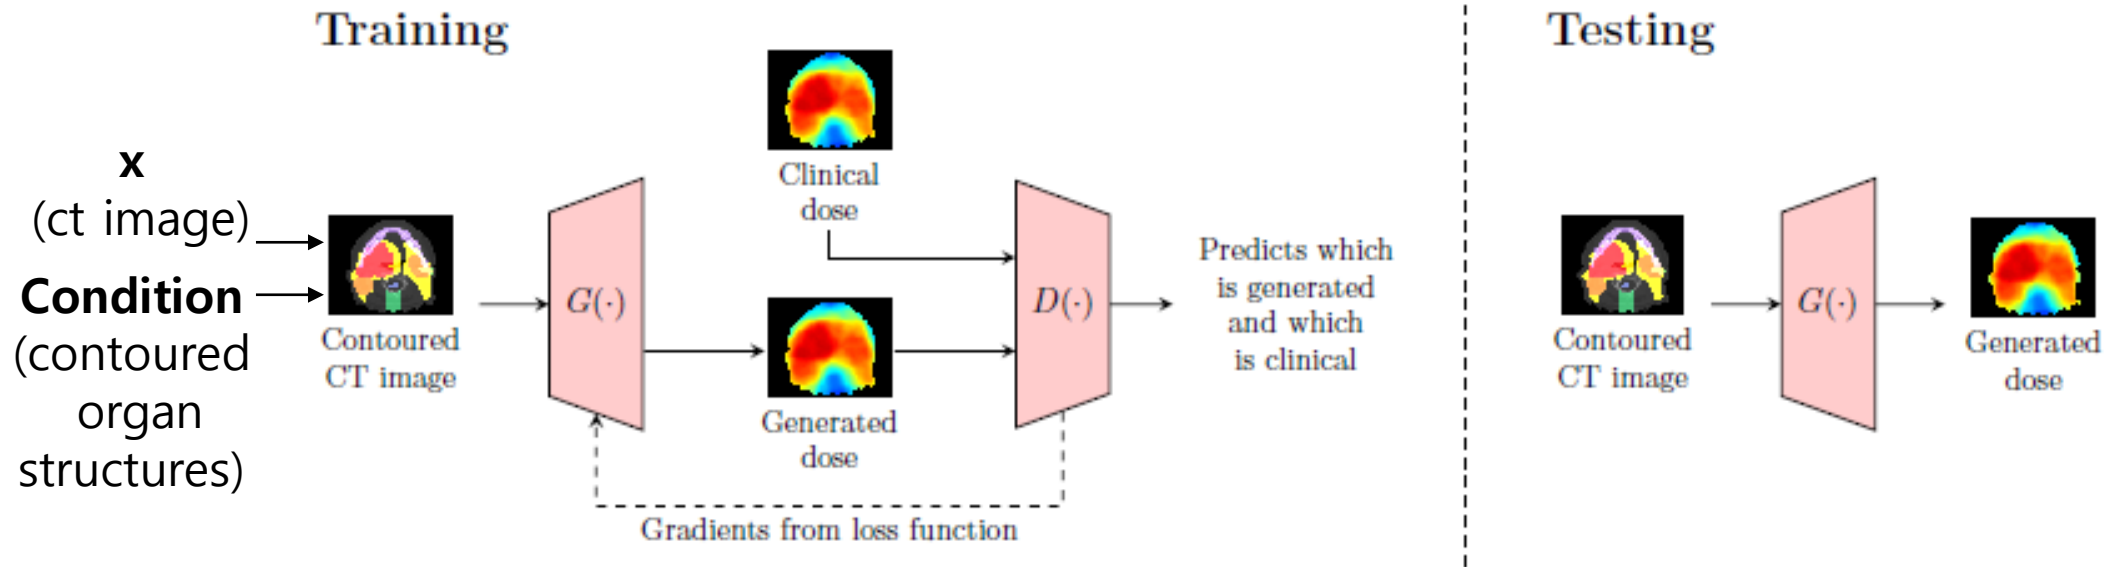 Training
x
(ct image)
Condition
(contoured
organ
structures)
Contoured
CT image
G(·)
Clinical
dose
Generated
dose
D(·)
Predicts which
is generated
and which
is clinical
Gradients from loss function
Testing
Contoured
CT image
G(·)
Generated
dose